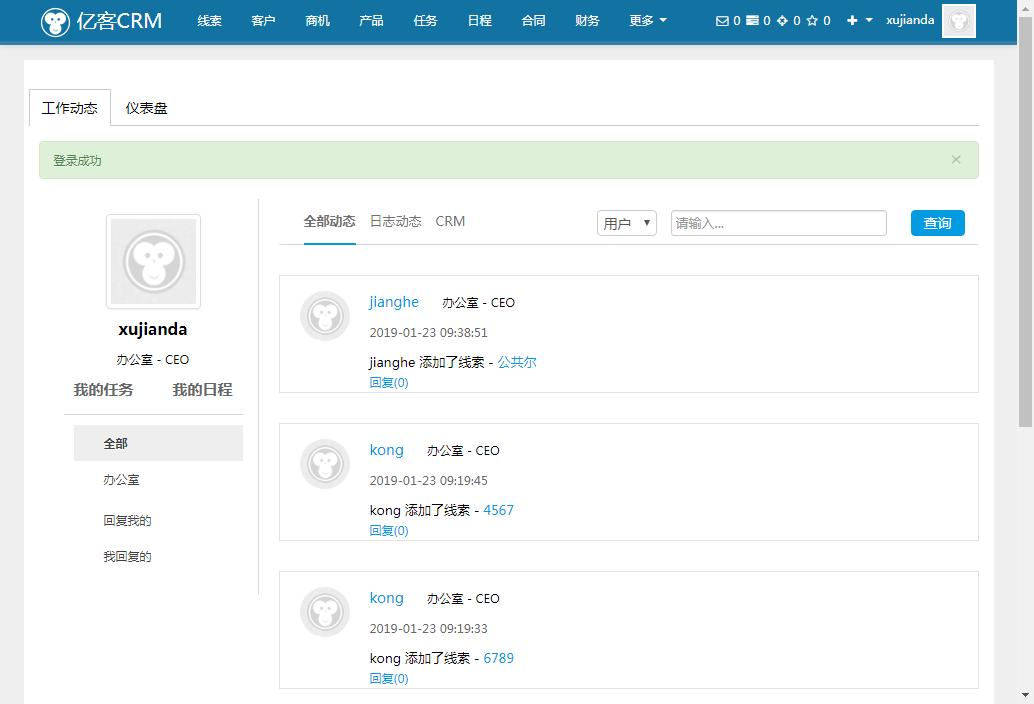 亿客CRM 线索 客户 商机 产品 任务 日程 合同 财务 更多 0 0 0 0 xujianda
工作动态 仪表盘
登录成功 ×
全部动态 日志动态 CRM 用户 请输入... 查询
xujianda
办公室 - CEO
我的任务 我的日程
全部
办公室
回复我的
我回复的
jianghe 办公室 - CEO
2019-01-23 09:38:51
jianghe 添加了线索 - 公共尔
回复(0)
kong 办公室 - CEO
2019-01-23 09:19:45
kong 添加了线索 - 4567
回复(0)
kong 办公室 - CEO
2019-01-23 09:19:33
kong 添加了线索 - 6789
回复(0)